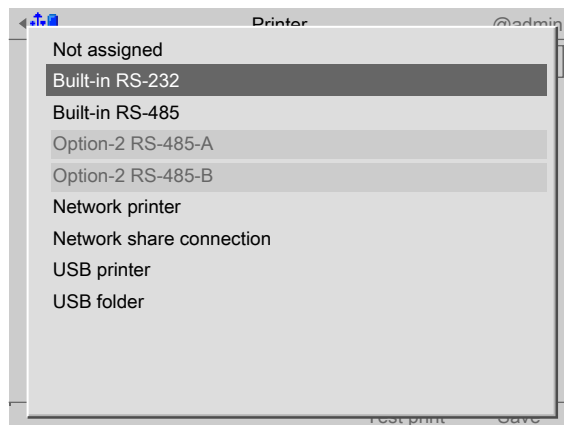 Printer @admin
Not assigned
Built-in RS-232
Built-in RS-485
Option-2 RS-485-A
Option-2 RS-485-B
Network printer
Network share connection
USB printer
USB folder
Test print Save